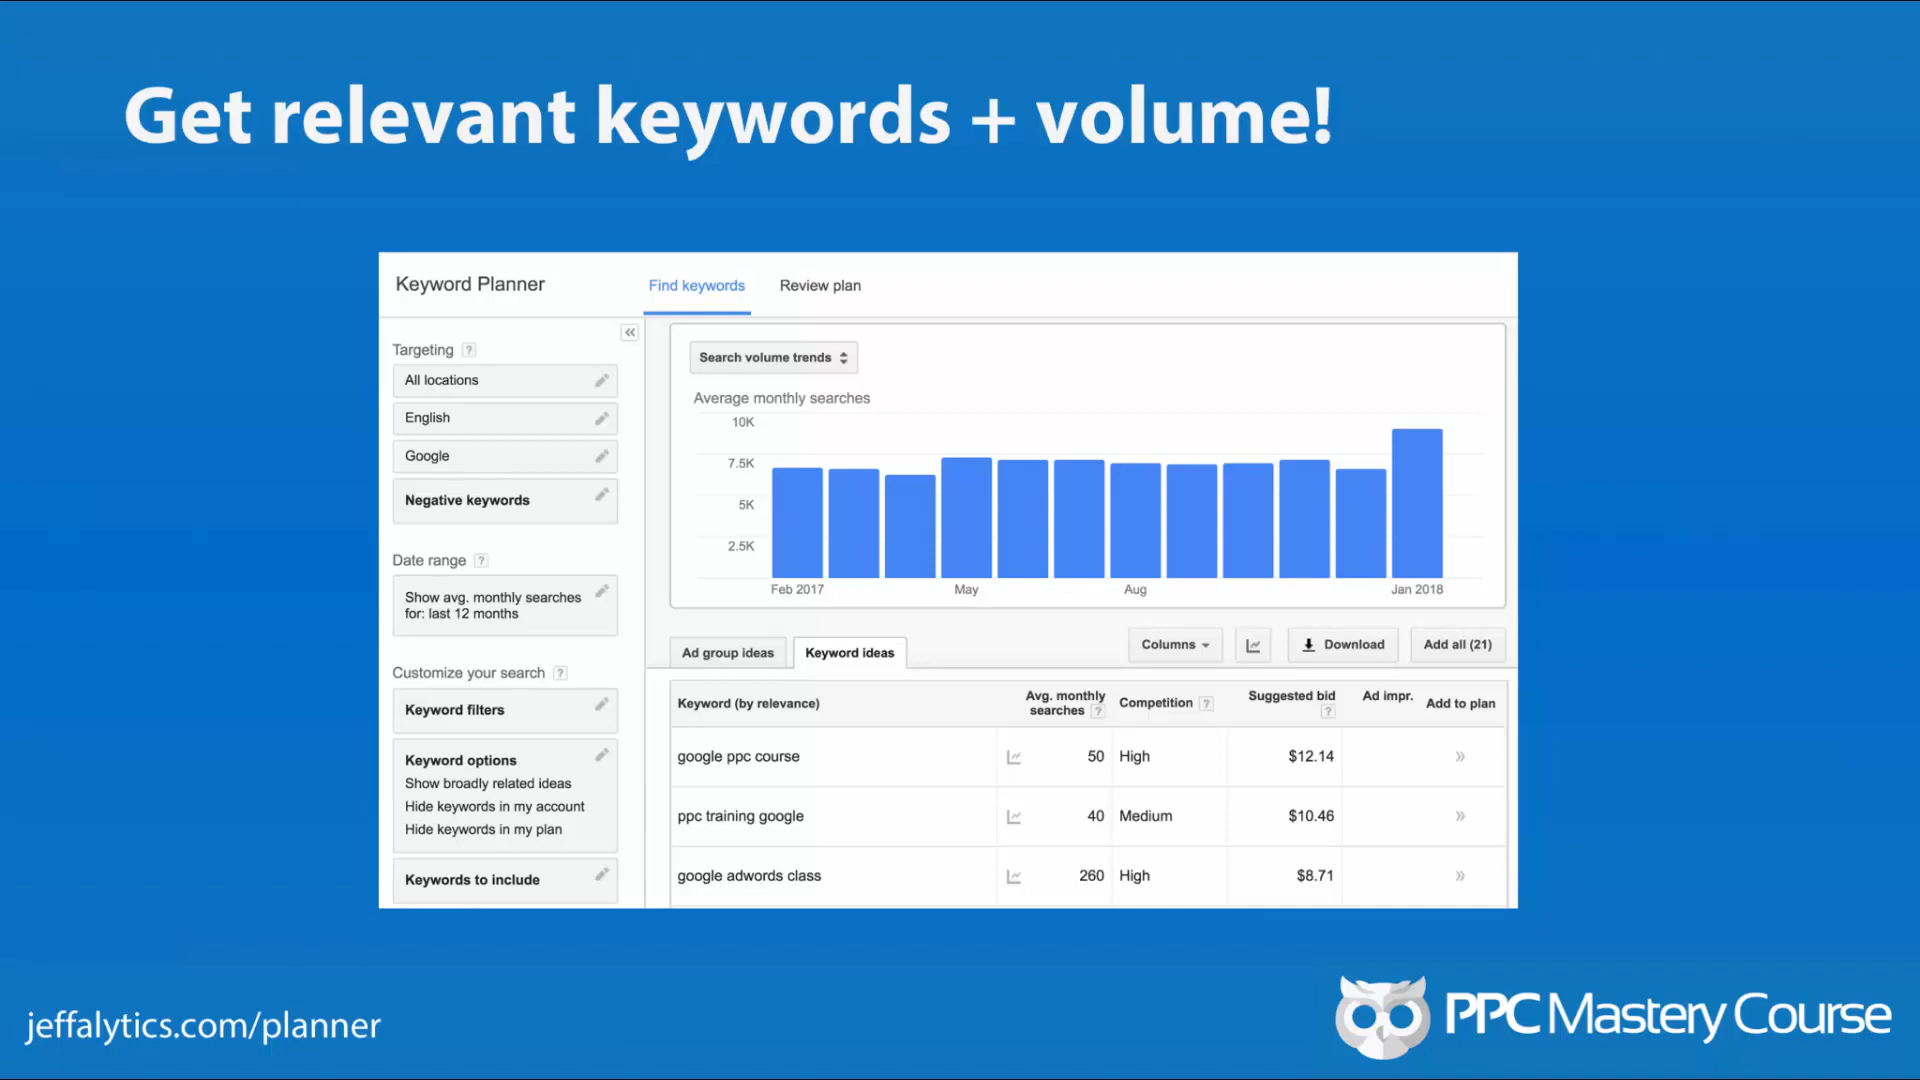 Get relevant keywords + volume!
Keyword Planner
Find keywords
Review plan
«
Targeting ?
All locations
English
Google
Negative keywords
Date range ?
Show avg. monthly searches
for: last 12 months
Customize your search ?
Keyword filters
Keyword options
Show broadly related ideas
Hide keywords in my account
Hide keywords in my plan
Keywords to include
Search volume trends
Average monthly searches
10K
7.5K
5K
2.5K
Feb 2017 May Aug Jan 2018
Ad group ideas Keyword ideas Columns Download Add all (21)
Keyword (by relevance) Avg. monthly searches ? Competition ? Suggested bid ? Ad impr. Add to plan
google ppc course 50 High $12.14 »
ppc training google 40 Medium $10.46 »
google adwords class 260 High $8.71 »
jeffalytics.com/planner
PPC Mastery Course